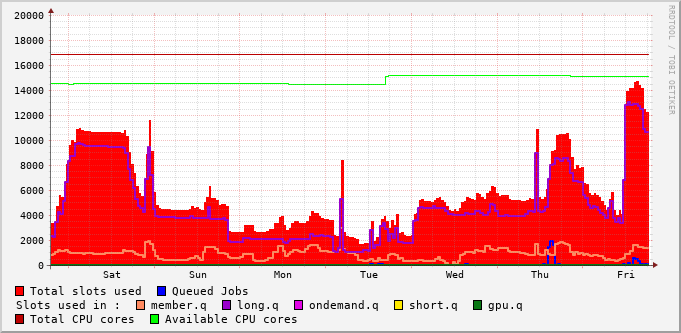 RRDTOOL / TOBI OETIKER
20000
18000
16000
14000
12000
10000
8000
6000
4000
2000
0
Sat Sun Mon Tue Wed Thu Fri
Total slots used Queued Jobs
Slots used in : member.q long.q ondemand.q short.q gpu.q
Total CPU cores Available CPU cores